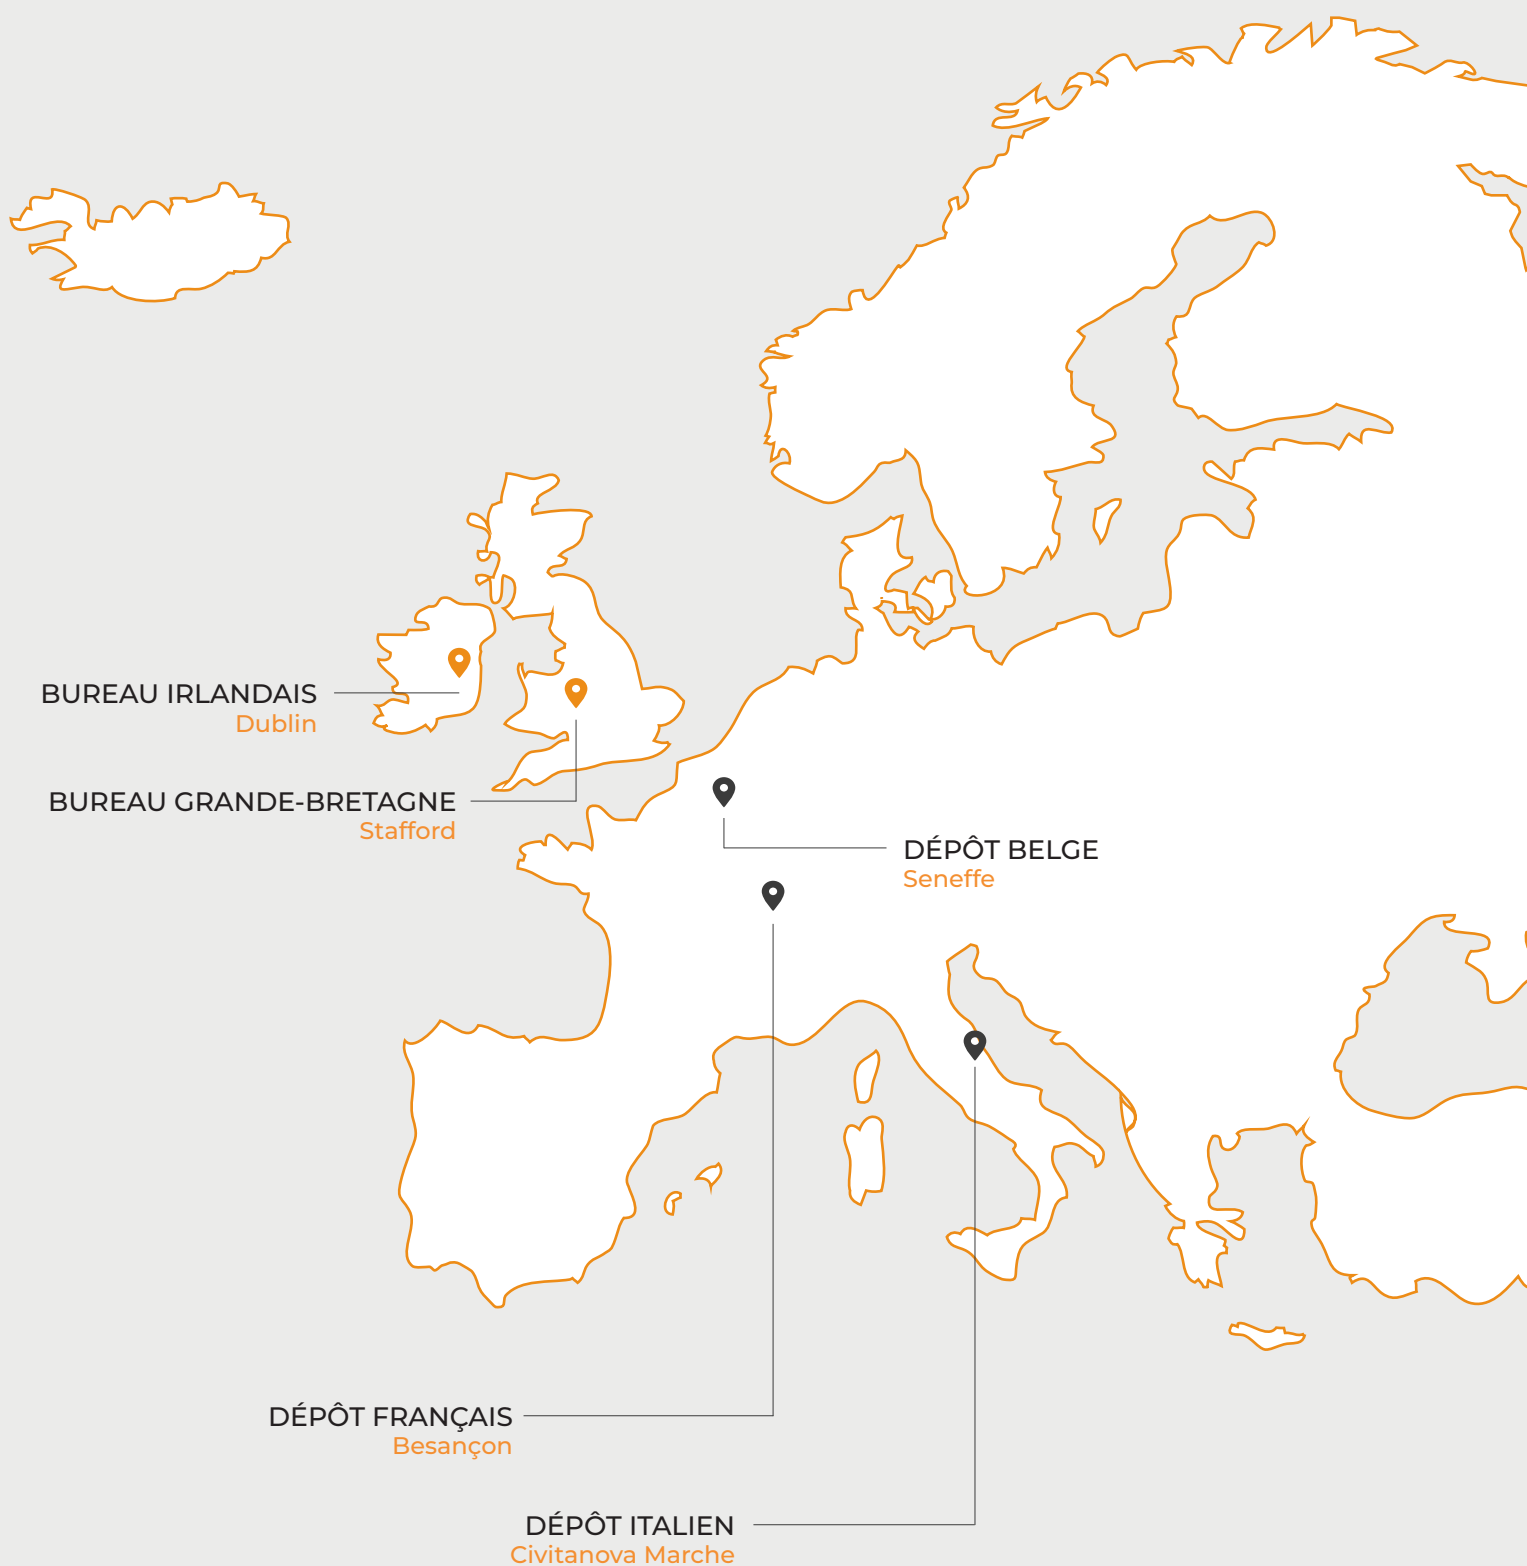 BUREAU IRLANDAIS
Dublin
BUREAU GRANDE-BRETAGNE
Stafford
DÉPÔT BELGE
Seneffe
DÉPÔT FRANÇAIS
Besançon
DÉPÔT ITALIEN
Civitanova Marche